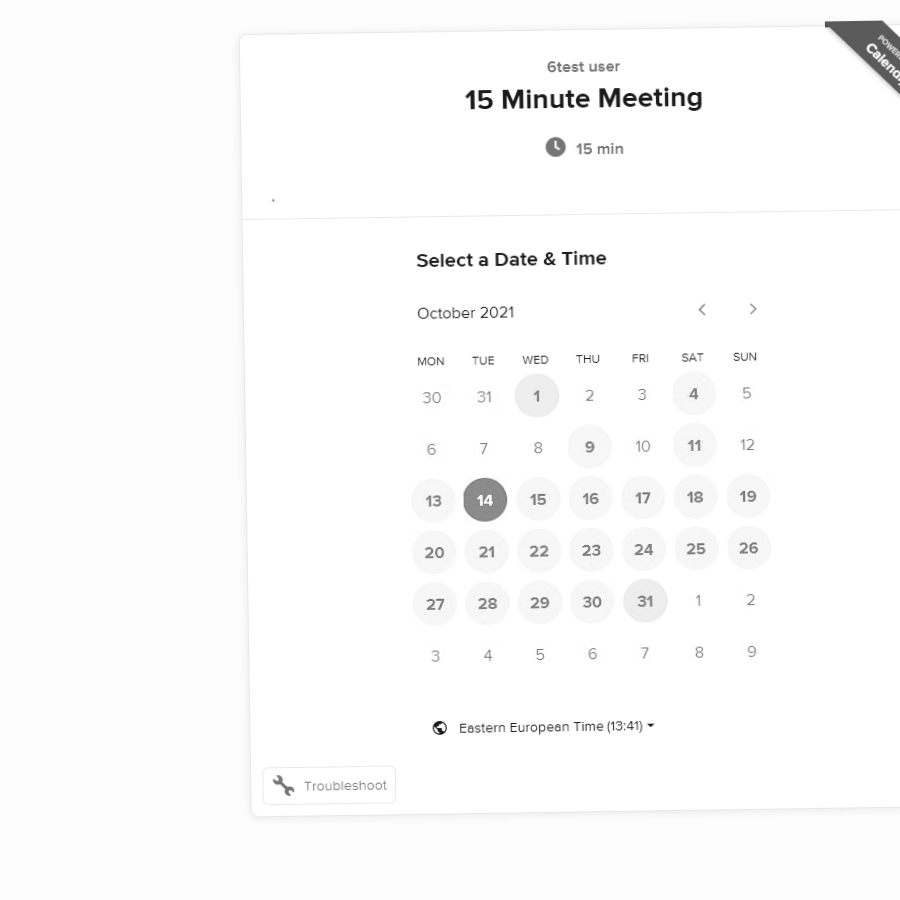 6test user
POWERED
Calendly
15 Minute Meeting
15 min
.
Select a Date & Time
October 2021
MON TUE WED THU FRI SAT SUN
30 31 1 2 3 4 5
6 7 8 9 10 11 12
13 14 15 16 17 18 19
20 21 22 23 24 25 26
27 28 29 30 31 1 2
3 4 5 6 7 8 9
Eastern European Time (13:41)
Troubleshoot